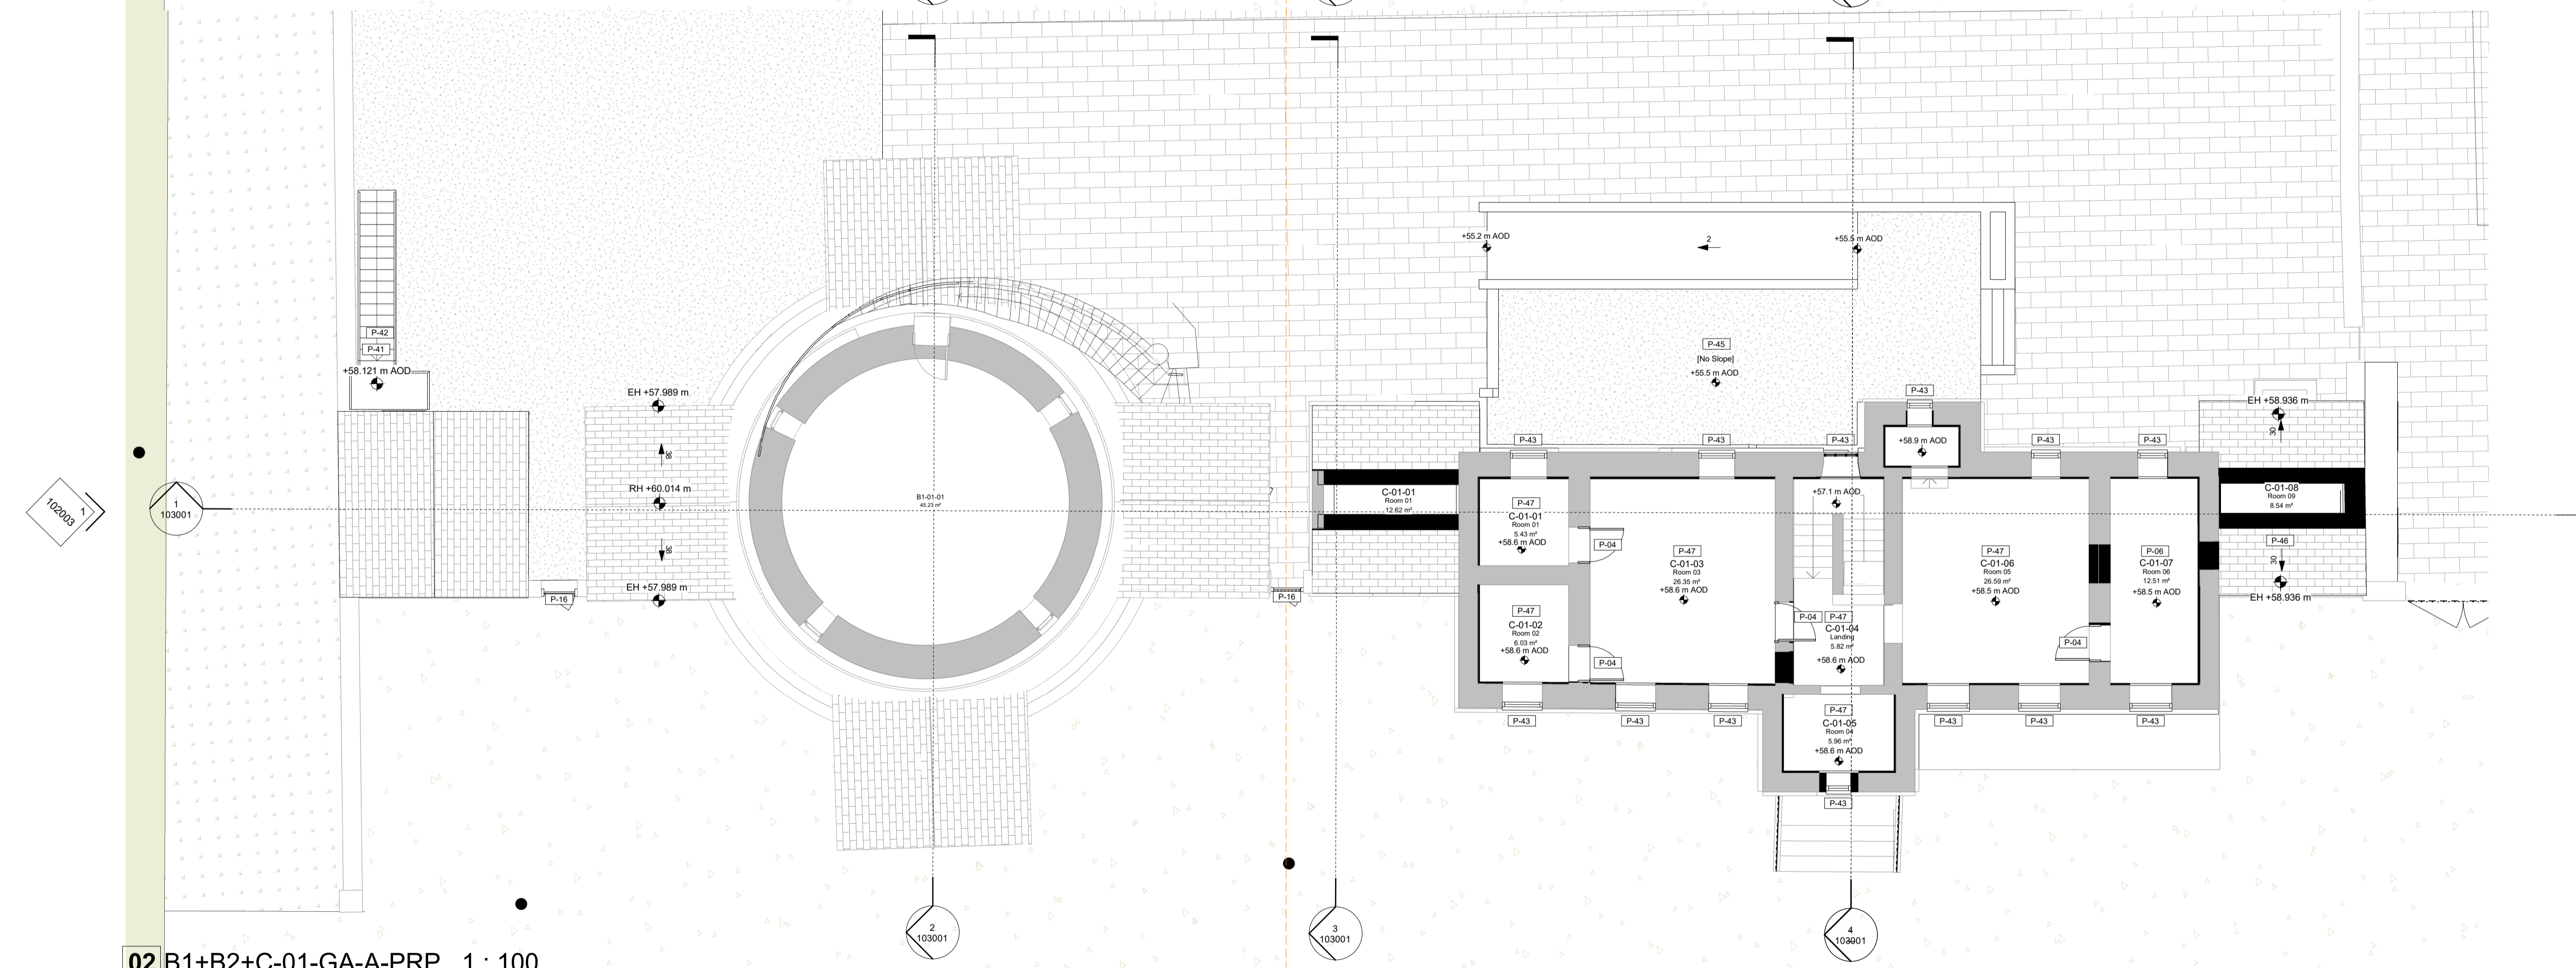 +55.2 m AOD
2
+55.5 m AOD
P-42
P-41
P-45
[No Slope]
+58.121 m AOD
+55.5 m AOD
EH +57.989 m
P-43
EH +58.936 m
30
P-43
P-43
P-43
+58.9 m AOD
P-43
P-43
38
RH +60.014 m
B1-01-01
45.23 m²
C-01-01
Room 01
12.62 m²
+57.1 m AOD
C-01-08
Room 09
8.54 m²
102003
1
1
103001
P-47
C-01-01
Room 01
5.43 m²
+58.6 m AOD
P-04
38
P-47
C-01-03
Room 03
26.35 m²
+58.6 m AOD
P-47
C-01-06
Room 05
26.59 m²
+58.5 m AOD
P-06
C-01-07
Room 06
12.51 m²
+58.5 m AOD
P-46
30
EH +58.936 m
EH +57.989 m
P-16
P-16
P-47
C-01-02
Room 02
6.03 m²
+58.6 m AOD
P-04
P-04
P-47
C-01-04
Landing
5.82 m²
+58.6 m AOD
P-04
P-43
P-43
P-43
P-47
C-01-05
Room 04
5.96 m²
+58.6 m AOD
P-43
P-43
P-43
P-43
2
103001
3
103001
4
103001
02 B1+B2+C-01-GA-A-PRP 1 : 100